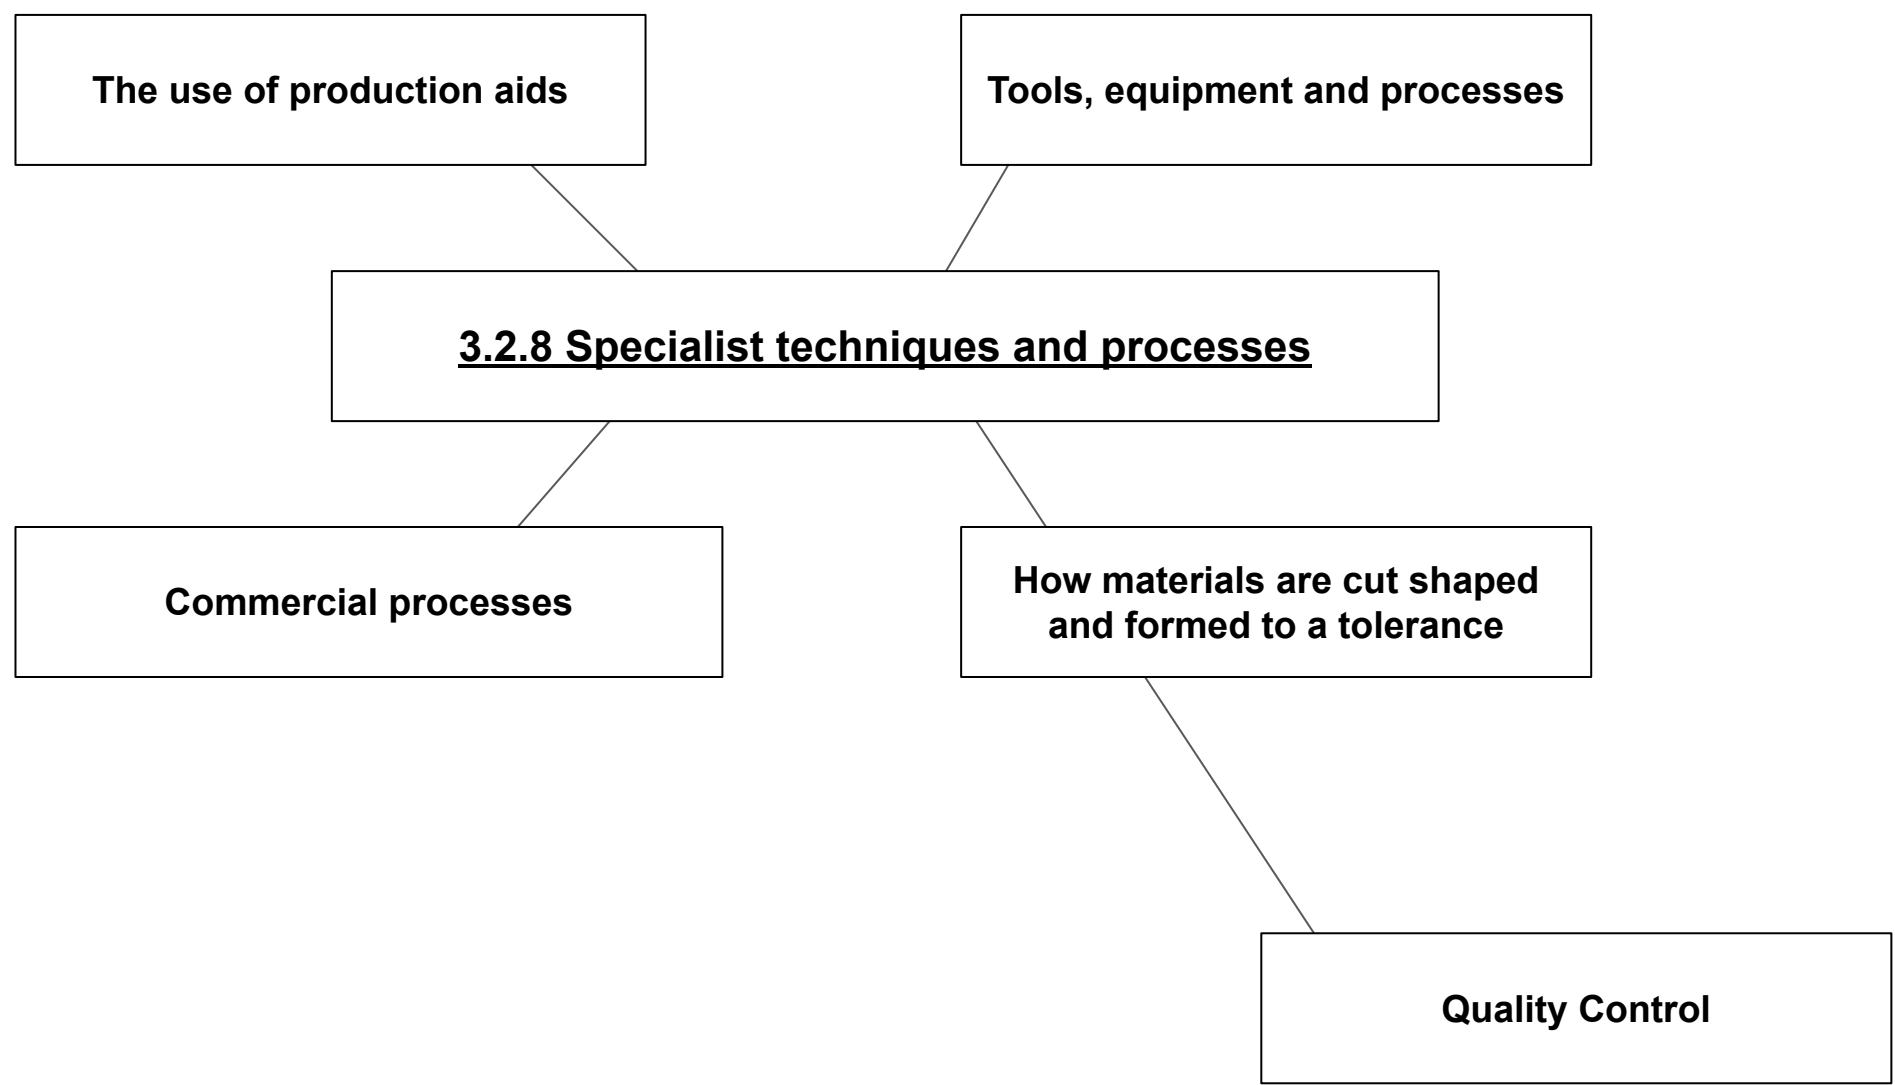 The use of production aids
Tools, equipment and processes
3.2.8 Specialist techniques and processes
Commercial processes
How materials are cut shaped
and formed to a tolerance
Quality Control